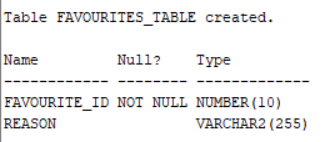 Table FAVOURITES_TABLE created.
Name Null? Type
------------ -------- -------------
FAVOURITE_ID NOT NULL NUMBER(10)
REASON VARCHAR2(255)